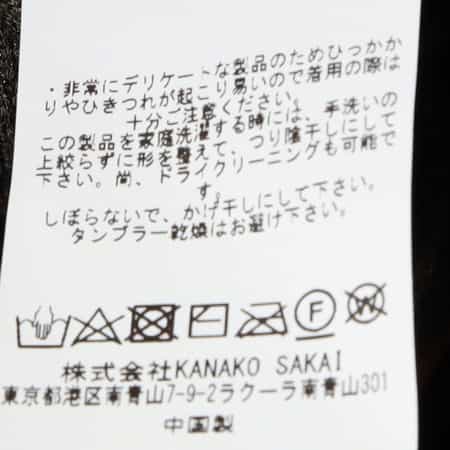 ・非常にデリケートな製品のためひっかか
りやひきつれが起こり易いので着用の際は
十分ご注意ください。
この製品を家庭洗濯する時には、手洗いの
上絞らずに形を整えて、つり陰干しにして
下さい。尚、ドライクリーニングも可能で
す。
しぼらないで、かげ干しにして下さい。
タンブラー乾燥はお避け下さい。
F W
株式会社KANAKO SAKAI
東京都港区南青山7-9-2ラクーラ南青山301
中国製